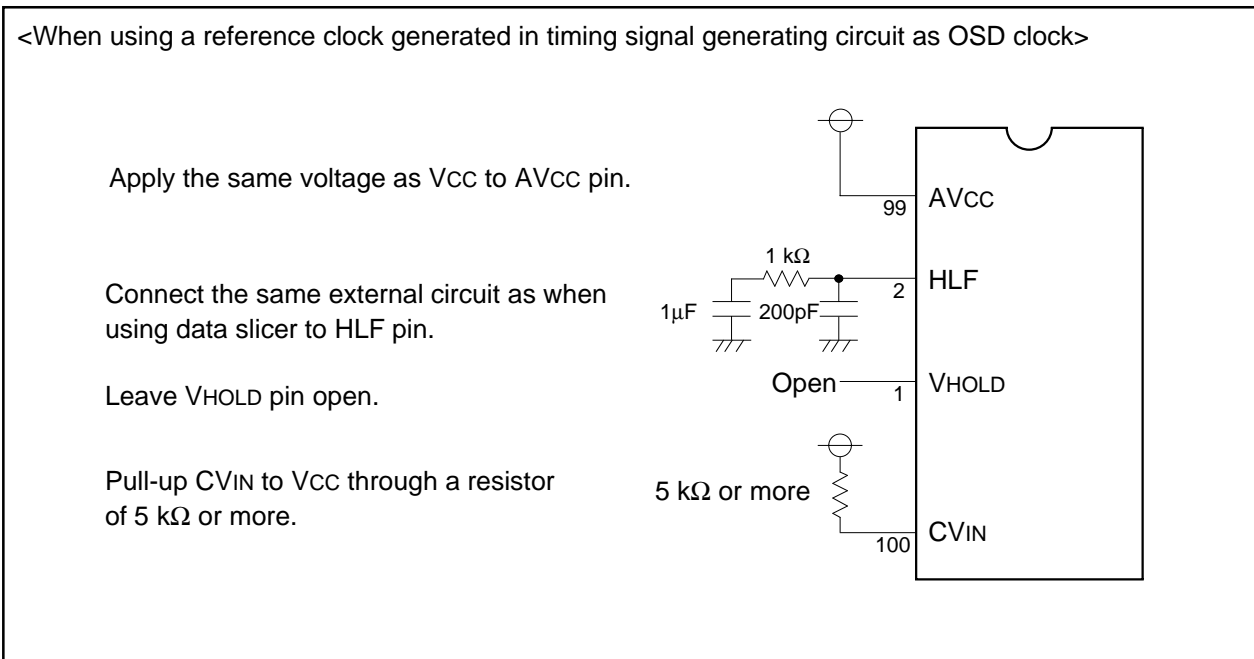 <When using a reference clock generated in timing signal generating circuit as OSD clock>
Apply the same voltage as VCC to AVCC pin.
99
AVCC
Connect the same external circuit as when
using data slicer to HLF pin.
1 kΩ
1μF
200pF
2
HLF
Leave VHOLD pin open.
Open
1
VHOLD
Pull-up CVIN to VCC through a resistor
of 5 kΩ or more.
5 kΩ or more
100
CVIN